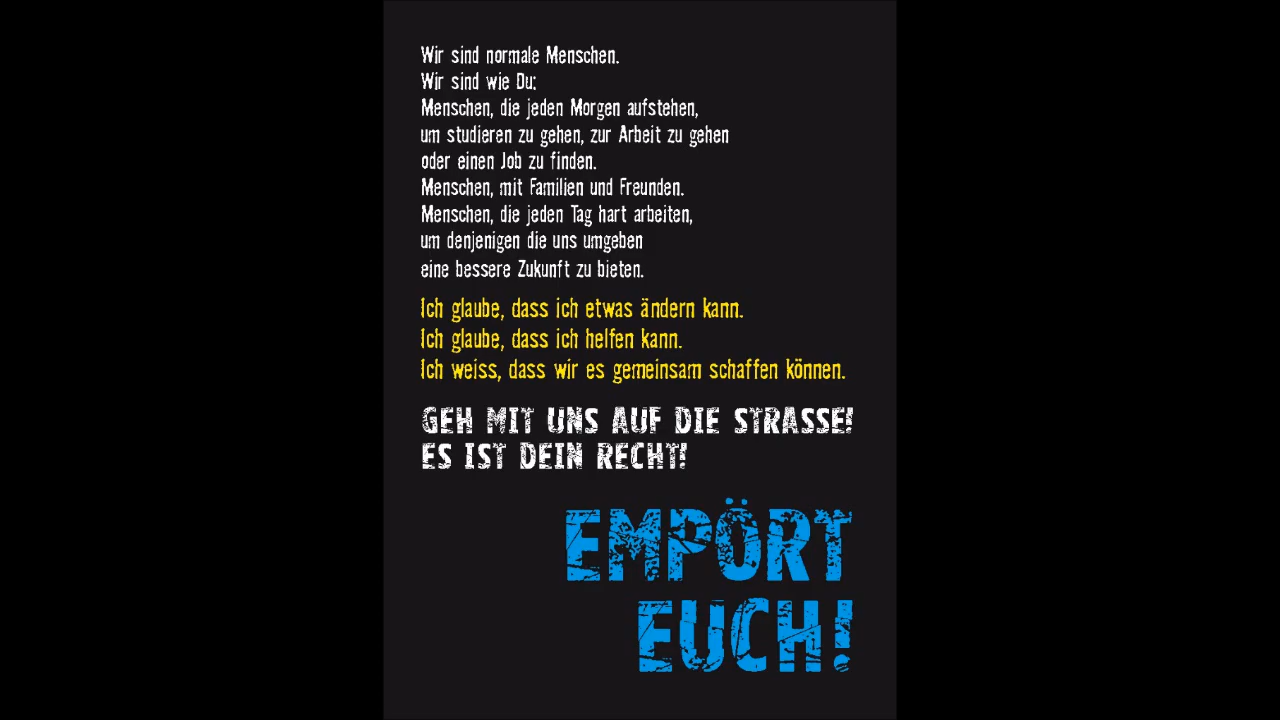 Wir sind normale Menschen.
Wir sind wie Du:
Menschen, die jeden Morgen aufstehen,
um studieren zu gehen, zur Arbeit zu gehen
oder einen Job zu finden.
Menschen, mit Familien und Freunden.
Menschen, die jeden Tag hart arbeiten,
um denjenigen die uns umgeben
eine bessere Zukunft zu bieten.
Ich glaube, dass ich etwas ändern kann.
Ich glaube, dass ich helfen kann.
Ich weiss, dass wir es gemeinsam schaffen können.
GEH MIT UNS AUF DIE STRASSE!
ES IST DEIN RECHT!
EMPÖRT
EUCH!